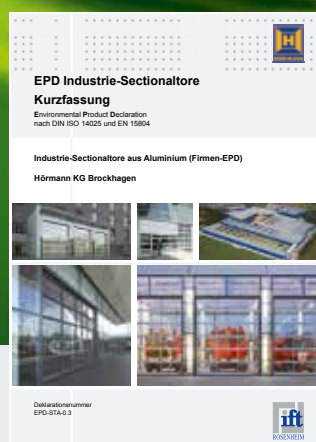 H
EPD Industrie-Sectionaltore
Kurzfassung
Environmental Product Declaration
nach DIN ISO 14025 und EN 15804
Industrie-Sectionaltore aus Aluminium (Firmen-EPD)
Hörmann KG Brockhagen
Deklarationsnummer
EPD-STA-0.3
ift
ROSENHEIM